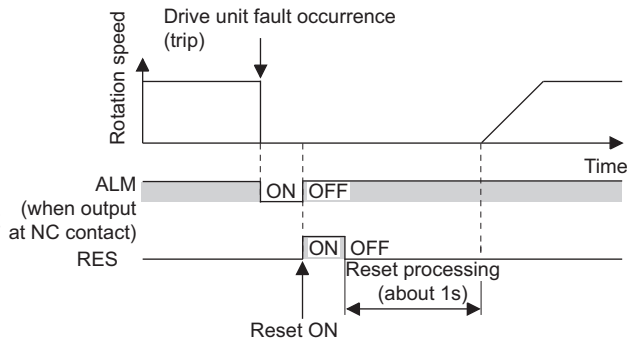 Drive unit fault occurrence
(trip)
Rotation speed
Time
ALM
(when output
at NC contact)
ON OFF
RES
ON OFF
Reset processing
(about 1s)
Reset ON